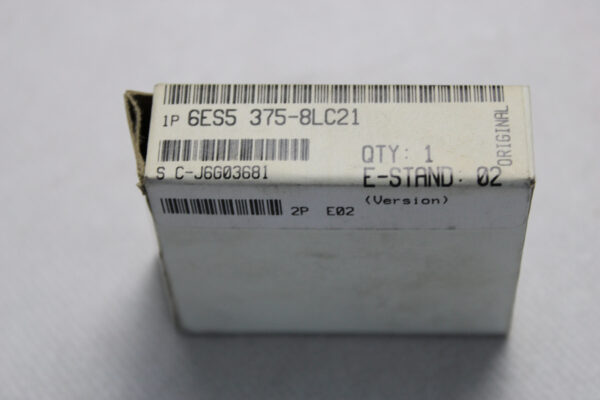 1P 6ES5 375-8LC21
ORIGINAL
QTY: 1
S C-J6G03681
E-STAND: 02
(Version)
2P E02